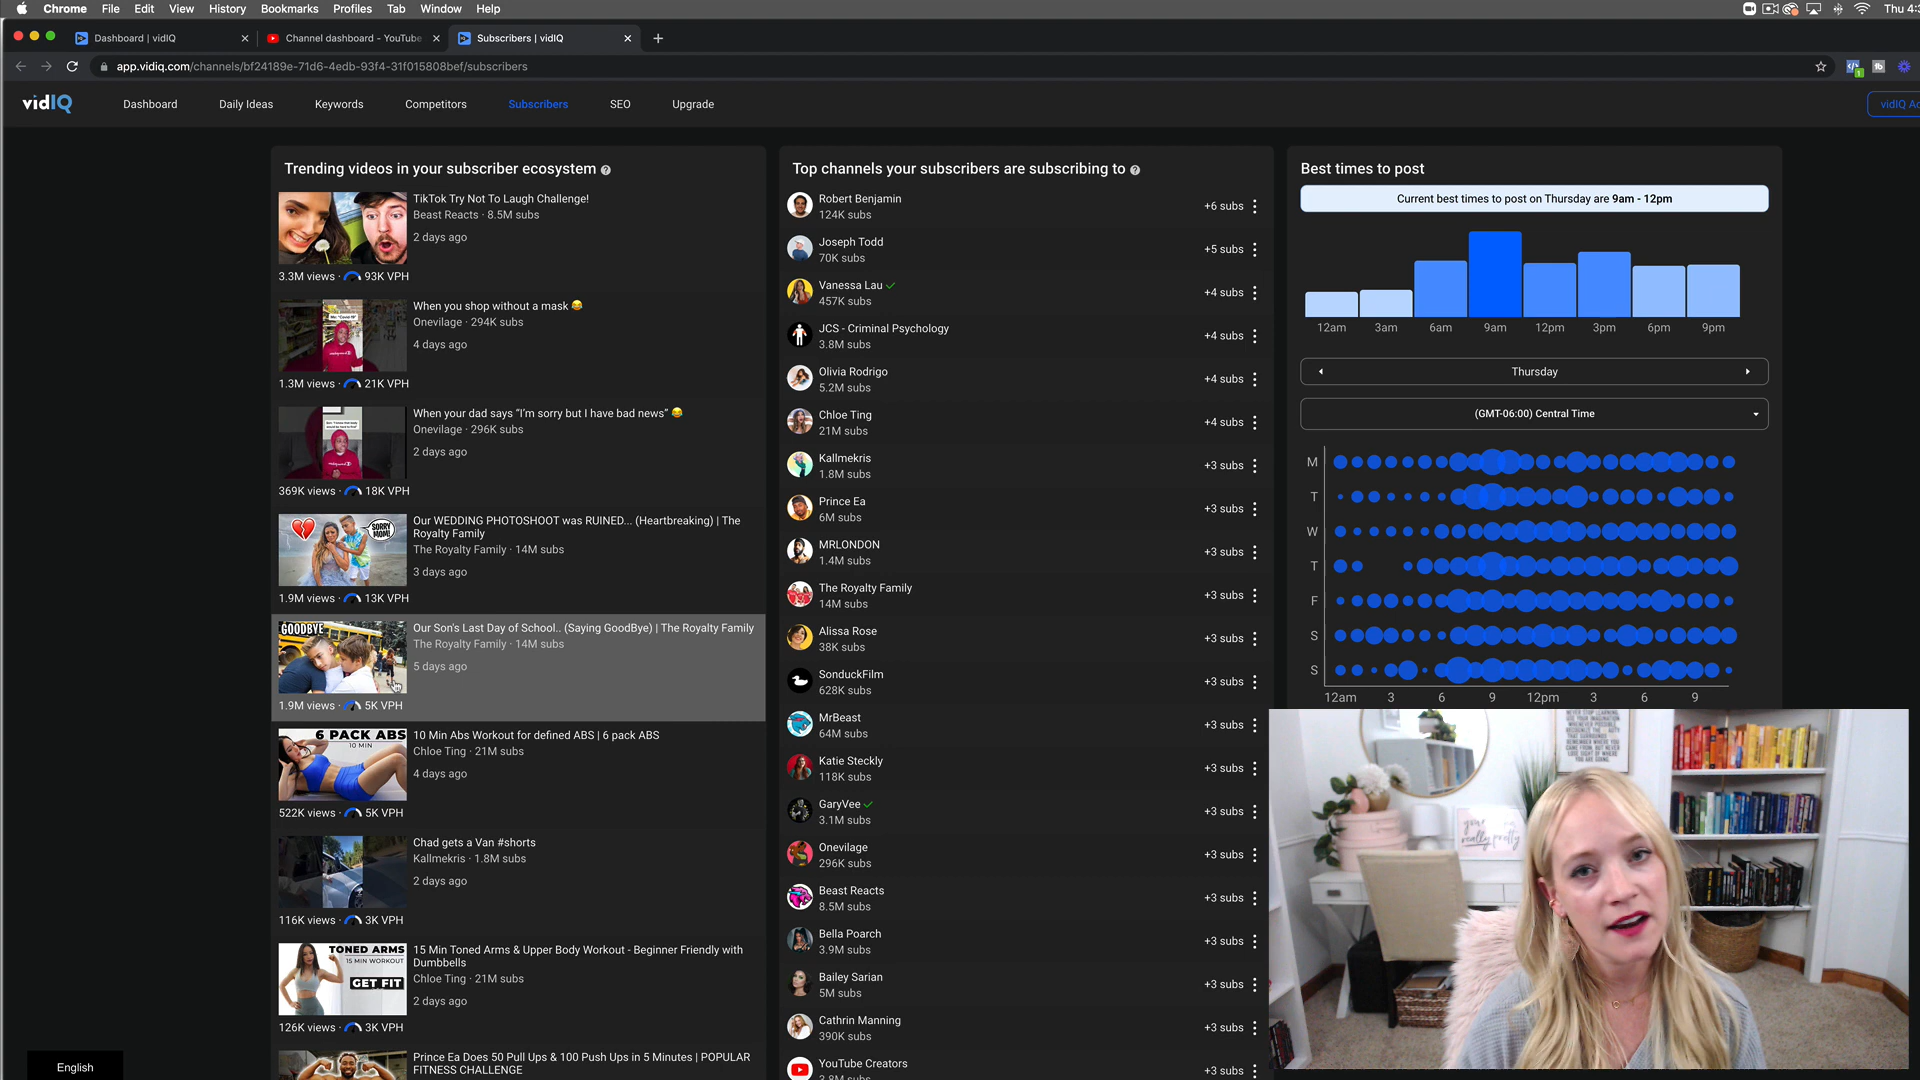 Chrome File Edit View History Bookmarks Profiles Tab Window Help
Thu 4:3
Dashboard | vidIQ
Channel dashboard - YouTube
Subscribers | vidIQ
app.vidiq.com/channels/bf24189e-71d6-4edb-93f4-31f015808bef/subscribers
vidIQ Dashboard Daily Ideas Keywords Competitors Subscribers SEO Upgrade
vidIQ Ac
Trending videos in your subscriber ecosystem
TikTok Try Not To Laugh Challenge!
Beast Reacts · 8.5M subs
2 days ago
3.3M views · 93K VPH
When you shop without a mask 😂
Onevilage · 294K subs
4 days ago
1.3M views · 21K VPH
When your dad says “I’m sorry but I have bad news” 😂
Onevilage · 296K subs
2 days ago
369K views · 18K VPH
SORRY MOM!
Our WEDDING PHOTOSHOOT was RUINED... (Heartbreaking) | The
Royalty Family
The Royalty Family · 14M subs
3 days ago
1.9M views · 13K VPH
GOODBYE
Our Son's Last Day of School.. (Saying GoodBye) | The Royalty Family
The Royalty Family · 14M subs
5 days ago
1.9M views · 5K VPH
6 PACK ABS
10 MIN
10 Min Abs Workout for defined ABS | 6 pack ABS
Chloe Ting · 21M subs
4 days ago
522K views · 5K VPH
Chad gets a Van #shorts
Kallmekris · 1.8M subs
2 days ago
116K views · 3K VPH
TONED ARMS
15 MIN WORKOUT
GET FIT
15 Min Toned Arms & Upper Body Workout - Beginner Friendly with
Dumbbells
Chloe Ting · 21M subs
2 days ago
126K views · 3K VPH
Prince Ea Does 50 Pull Ups & 100 Push Ups in 5 Minutes | POPULAR
FITNESS CHALLENGE
English
Top channels your subscribers are subscribing to
Robert Benjamin
124K subs
+6 subs
Joseph Todd
70K subs
+5 subs
Vanessa Lau
457K subs
+4 subs
JCS - Criminal Psychology
3.8M subs
+4 subs
Olivia Rodrigo
5.2M subs
+4 subs
Chloe Ting
21M subs
+4 subs
Kallmekris
1.8M subs
+3 subs
Prince Ea
6M subs
+3 subs
MRLONDON
1.4M subs
+3 subs
The Royalty Family
14M subs
+3 subs
Alissa Rose
38K subs
+3 subs
SonduckFilm
628K subs
+3 subs
MrBeast
64M subs
+3 subs
Katie Steckly
118K subs
+3 subs
GaryVee
3.1M subs
+3 subs
Onevilage
296K subs
+3 subs
Beast Reacts
8.5M subs
+3 subs
Bella Poarch
3.9M subs
+3 subs
Bailey Sarian
5M subs
+3 subs
Cathrin Manning
390K subs
+3 subs
YouTube Creators
3.8M subs
+3 subs
Best times to post
Current best times to post on Thursday are 9am - 12pm
12am 3am 6am 9am 12pm 3pm 6pm 9pm
Thursday
(GMT-06:00) Central Time
M
T
W
T
F
S
S
12am 3 6 9 12pm 3 6 9
you're
really pretty